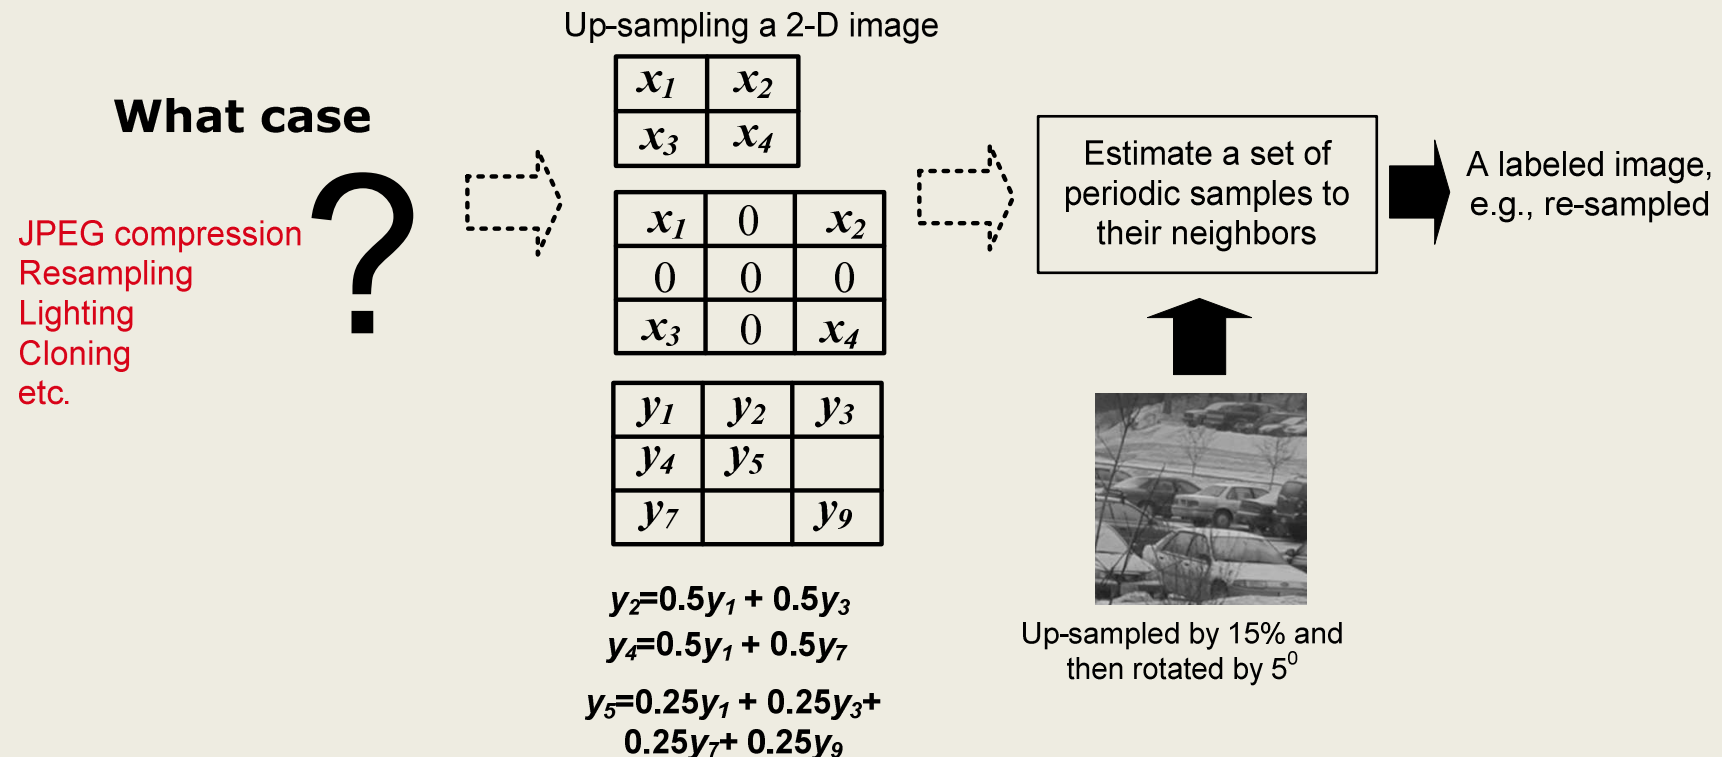 Up-sampling a 2-D image
What case
?
JPEG compression
Resampling
Lighting
Cloning
etc.
x1 x2
x3 x4
x1 0 x2
0 0 0
x3 0 x4
y1 y2 y3
y4 y5
y7 y9
y2=0.5y1 + 0.5y3
y4=0.5y1 + 0.5y7
y5=0.25y1 + 0.25y3+
0.25y7+ 0.25y9
Estimate a set of
periodic samples to
their neighbors
A labeled image,
e.g., re-sampled
Up-sampled by 15% and
then rotated by 5⁰